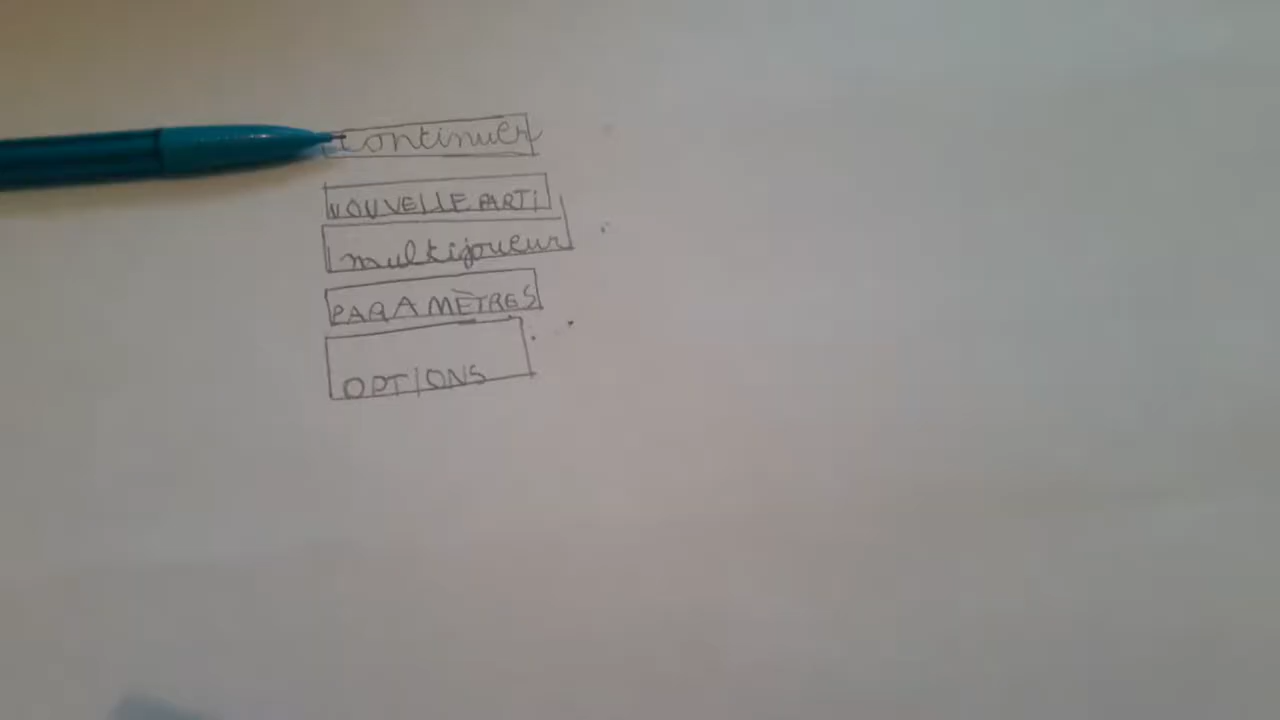 continuer
NOUVELLE PARTI
multijoueur
PARAMÈTRES
OPTIONS